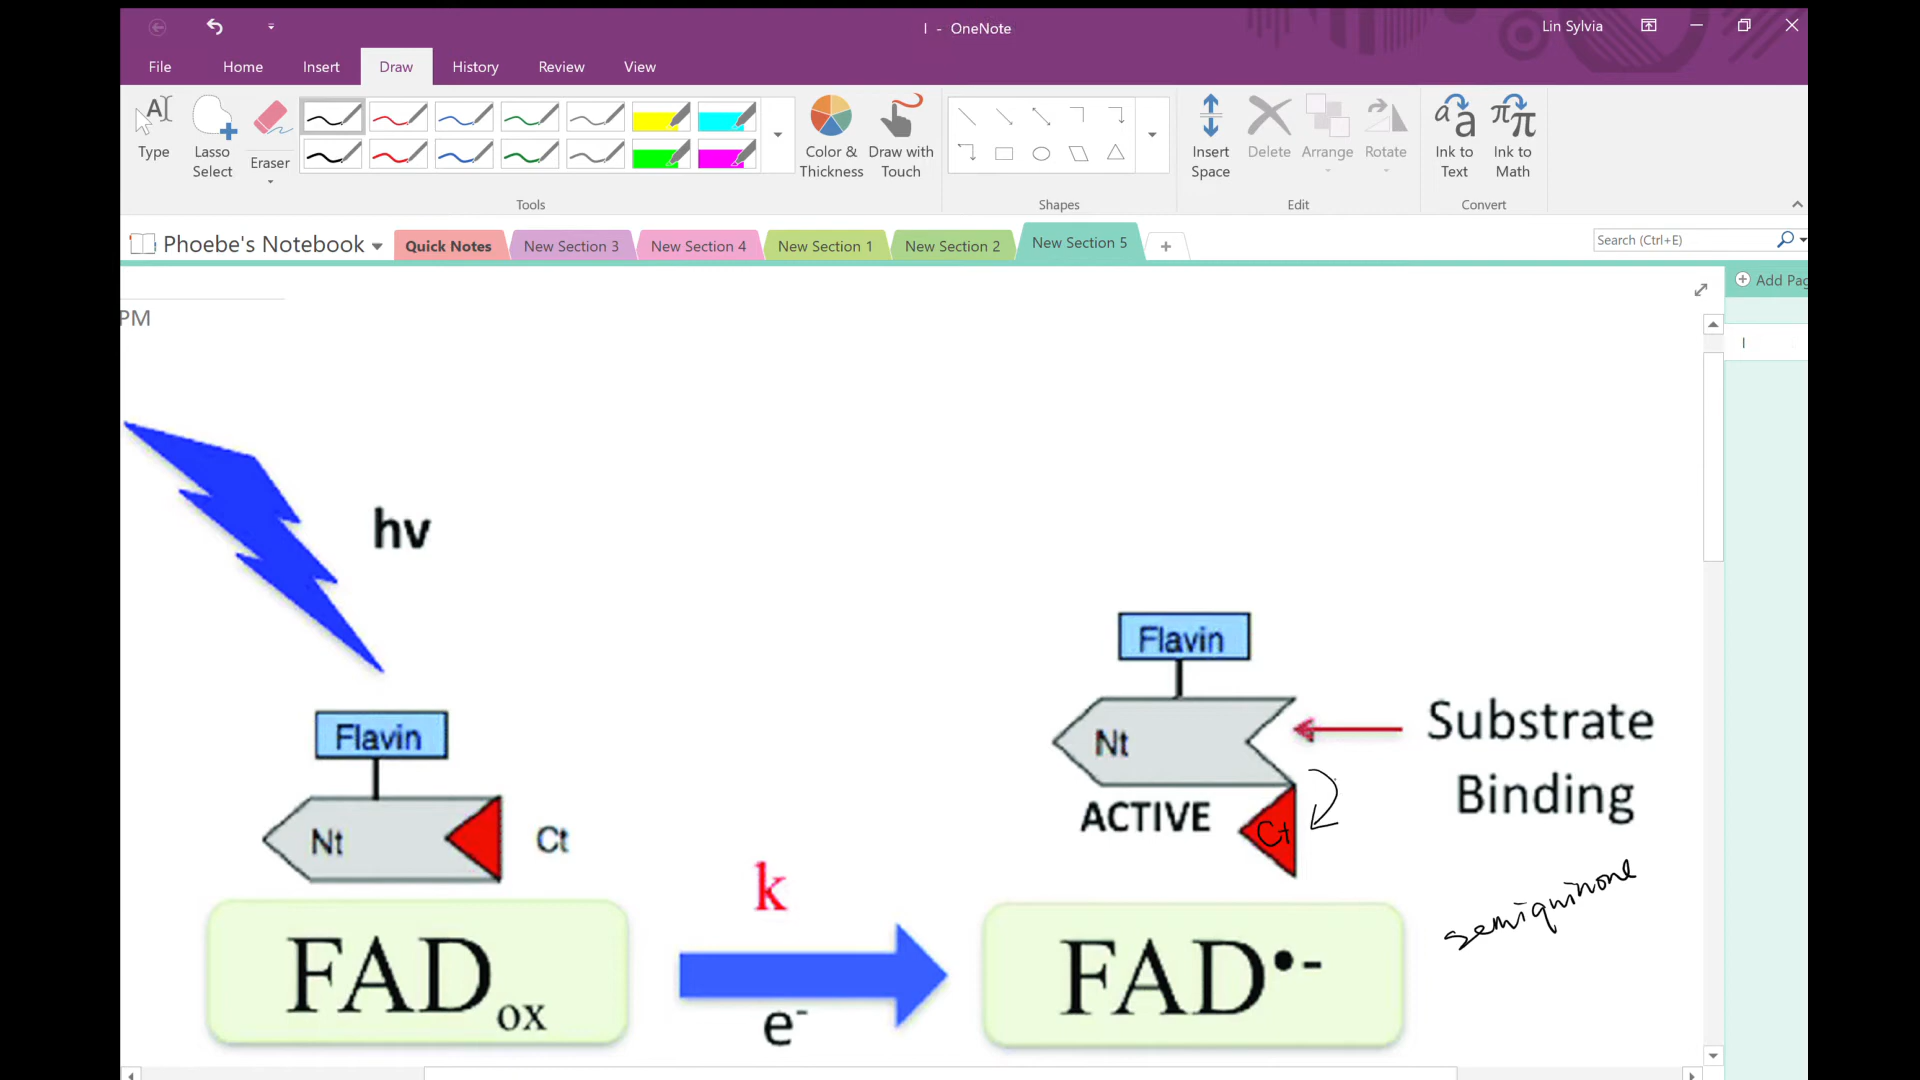 I - OneNote
Lin Sylvia
File Home Insert Draw History Review View
Type
Lasso Select
Eraser
Color & Thickness
Draw with Touch
Insert Space
Delete
Arrange
Rotate
Ink to Text
Ink to Math
Tools
Shapes
Edit
Convert
Phoebe's Notebook
Quick Notes
New Section 3
New Section 4
New Section 1
New Section 2
New Section 5
Search (Ctrl+E)
Add Pag
PM
I
hv
Flavin
Nt
Ct
FADox
k
e-
Flavin
Nt
ACTIVE
Ct
Substrate
Binding
semiquinone
FAD•-